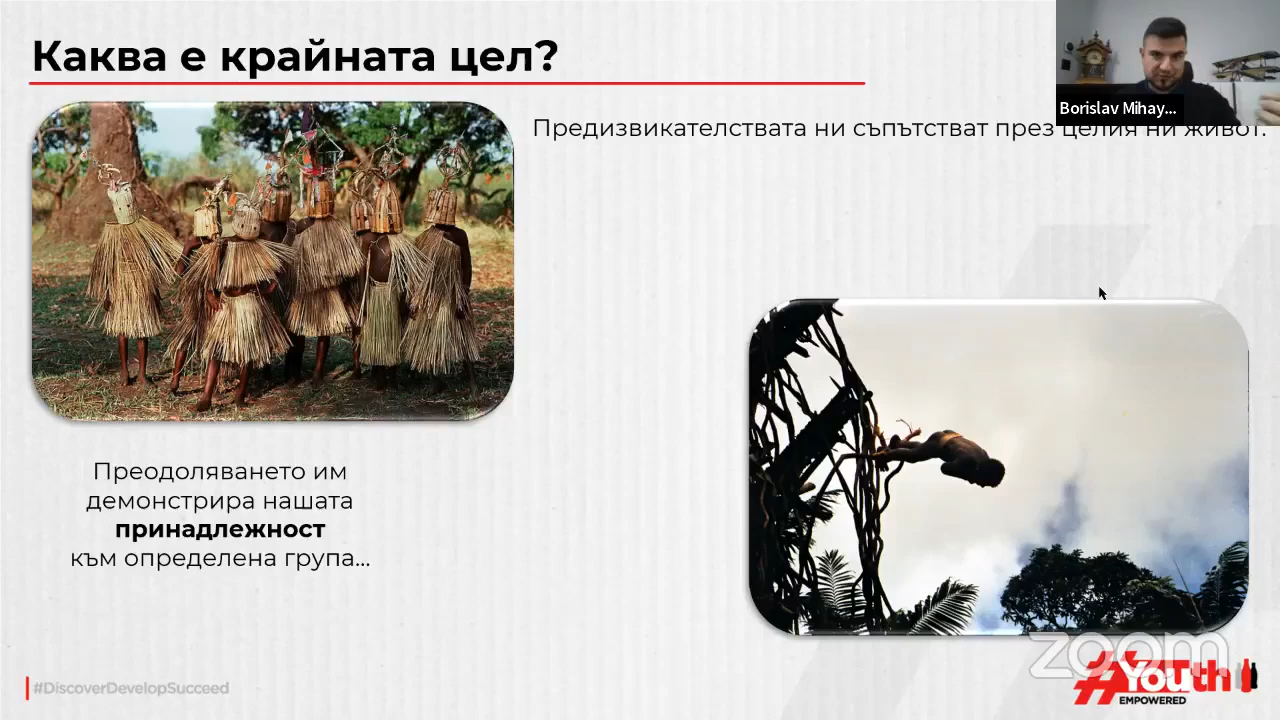 Каква е крайната цел?
Borislav Mihay...
Предизвикателствата ни съпътстват през целия ни живот.
Преодоляването им
демонстрира нашата
принадлежност
към определена група...
zoom
#DiscoverDevelopSucceed
#Youth
EMPOWERED